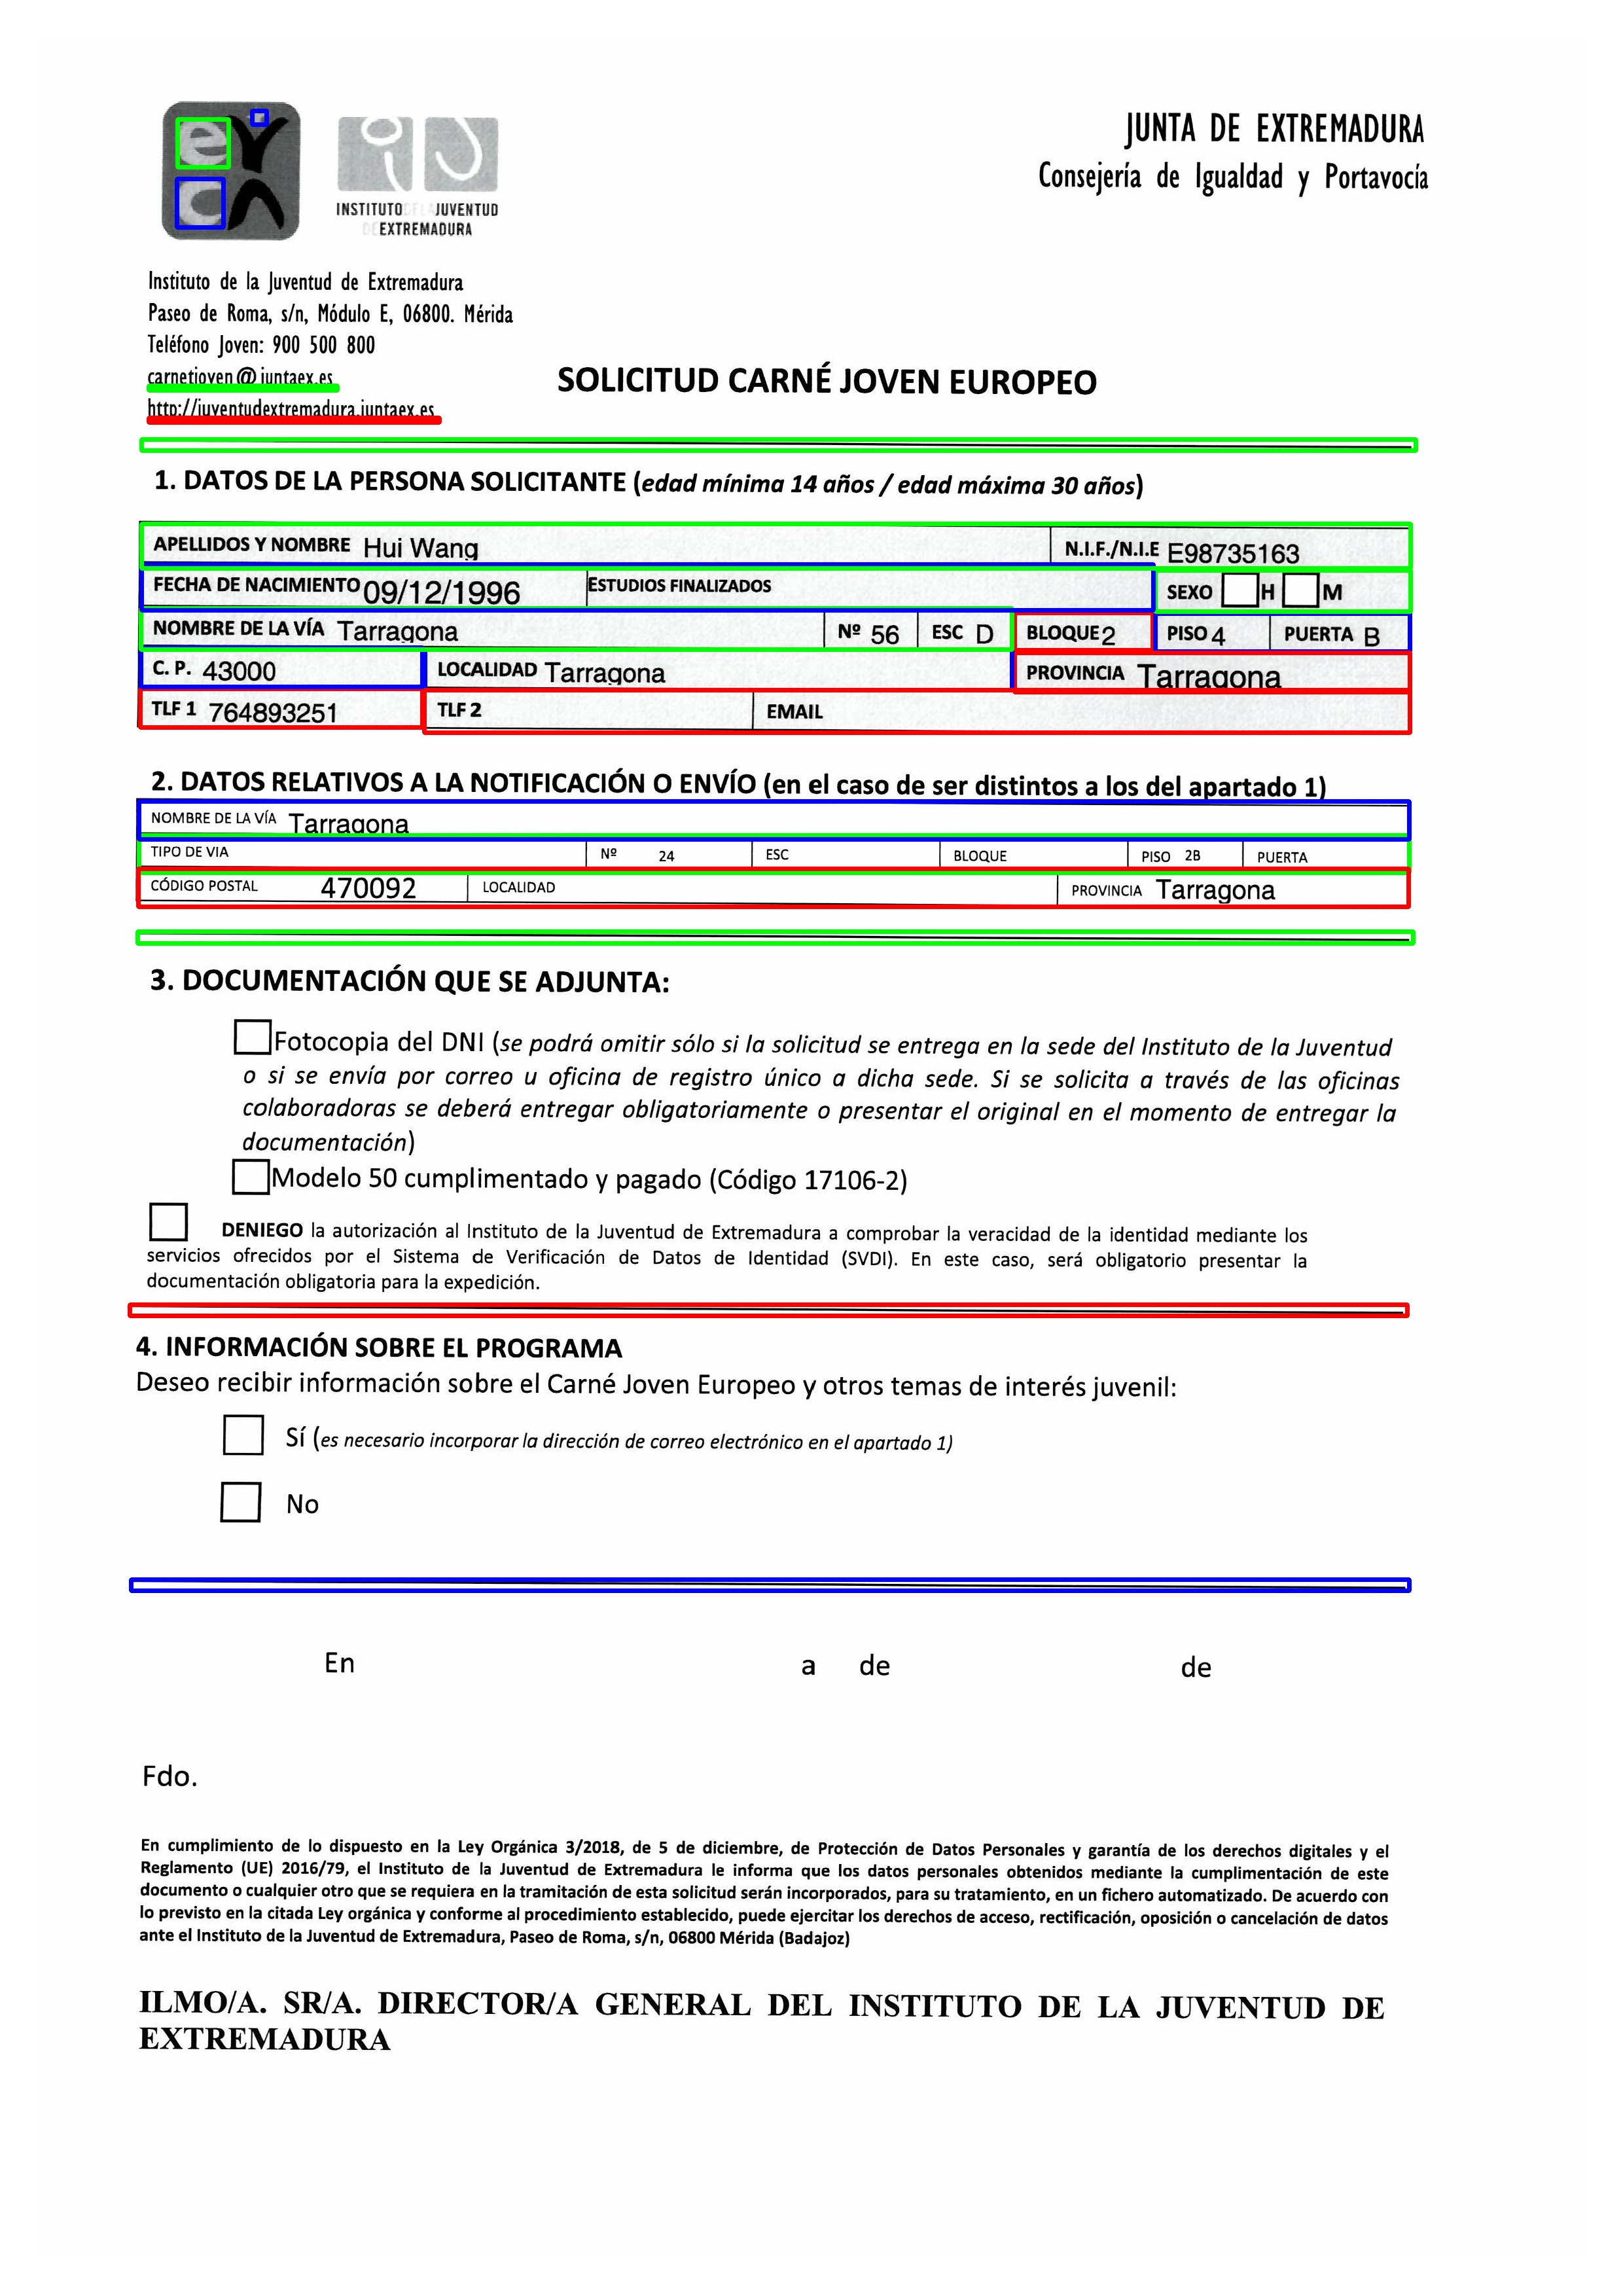 eY
CA
INSTITUTO DE LA JUVENTUD
DE EXTREMADURA
JUNTA DE EXTREMADURA
Consejería de Igualdad y Portavocía
Instituto de la Juventud de Extremadura
Paseo de Roma, s/n, Módulo E, 06800. Mérida
Teléfono Joven: 900 500 800
carnetjoven@juntaex.es
http://juventudextremadura.juntaex.es
SOLICITUD CARNÉ JOVEN EUROPEO
1. DATOS DE LA PERSONA SOLICITANTE (edad mínima 14 años / edad máxima 30 años)
APELLIDOS Y NOMBRE Hui Wang N.I.F./N.I.E E98735163
FECHA DE NACIMIENTO 09/12/1996 ESTUDIOS FINALIZADOS SEXO H M
NOMBRE DE LA VÍA Tarragona Nº 56 ESC D BLOQUE 2 PISO 4 PUERTA B
C. P. 43000 LOCALIDAD Tarragona PROVINCIA Tarragona
TLF 1 764893251 TLF 2 EMAIL
2. DATOS RELATIVOS A LA NOTIFICACIÓN O ENVÍO (en el caso de ser distintos a los del apartado 1)
NOMBRE DE LA VÍA Tarragona
TIPO DE VIA Nº 24 ESC BLOQUE PISO 2B PUERTA
CÓDIGO POSTAL 470092 LOCALIDAD PROVINCIA Tarragona
3. DOCUMENTACIÓN QUE SE ADJUNTA:
Fotocopia del DNI (se podrá omitir sólo si la solicitud se entrega en la sede del Instituto de la Juventud
o si se envía por correo u oficina de registro único a dicha sede. Si se solicita a través de las oficinas
colaboradoras se deberá entregar obligatoriamente o presentar el original en el momento de entregar la
documentación)
Modelo 50 cumplimentado y pagado (Código 17106-2)
DENIEGO la autorización al Instituto de la Juventud de Extremadura a comprobar la veracidad de la identidad mediante los
servicios ofrecidos por el Sistema de Verificación de Datos de Identidad (SVDI). En este caso, será obligatorio presentar la
documentación obligatoria para la expedición.
4. INFORMACIÓN SOBRE EL PROGRAMA
Deseo recibir información sobre el Carné Joven Europeo y otros temas de interés juvenil:
Sí (es necesario incorporar la dirección de correo electrónico en el apartado 1)
No
En a de de
Fdo.
En cumplimiento de lo dispuesto en la Ley Orgánica 3/2018, de 5 de diciembre, de Protección de Datos Personales y garantía de los derechos digitales y el
Reglamento (UE) 2016/79, el Instituto de la Juventud de Extremadura le informa que los datos personales obtenidos mediante la cumplimentación de este
documento o cualquier otro que se requiera en la tramitación de esta solicitud serán incorporados, para su tratamiento, en un fichero automatizado. De acuerdo con
lo previsto en la citada Ley orgánica y conforme al procedimiento establecido, puede ejercitar los derechos de acceso, rectificación, oposición o cancelación de datos
ante el Instituto de la Juventud de Extremadura, Paseo de Roma, s/n, 06800 Mérida (Badajoz)
ILMO/A. SR/A. DIRECTOR/A GENERAL DEL INSTITUTO DE LA JUVENTUD DE
EXTREMADURA